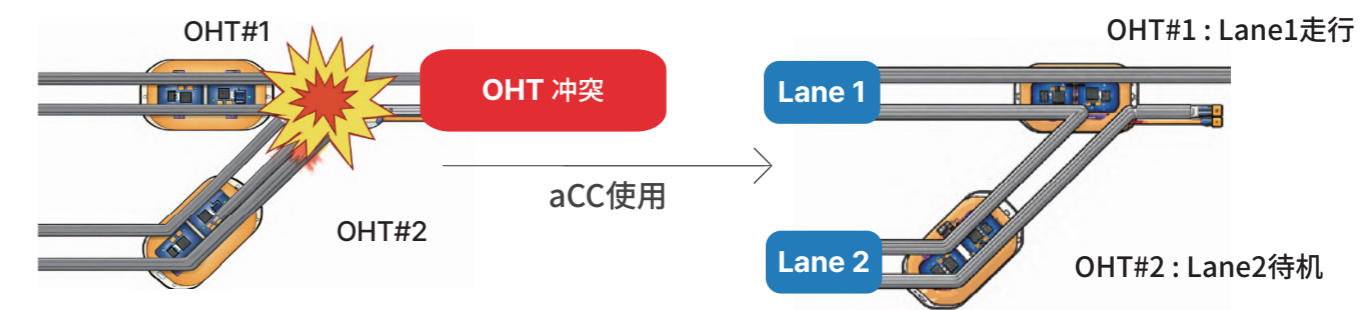 OHT#1
OHT 冲突
OHT#2
aCC使用
OHT#1 : Lane1走行
Lane 1
Lane 2
OHT#2 : Lane2待机